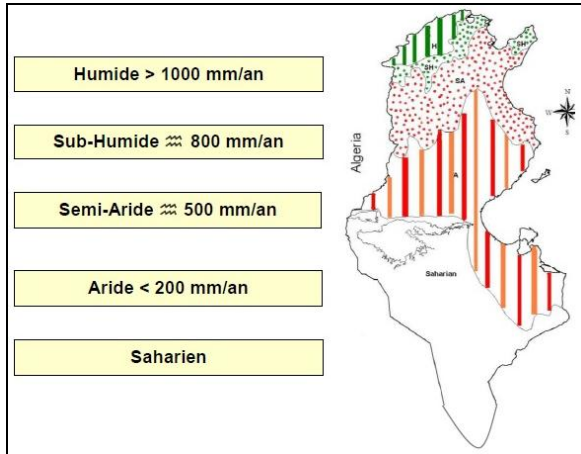 Humide > 1000 mm/an
Sub-Humide ♒ 800 mm/an
Semi-Aride ♒ 500 mm/an
Aride < 200 mm/an
Saharien
H
SH
SH
SA
A
Algeria
Saharian
N
S